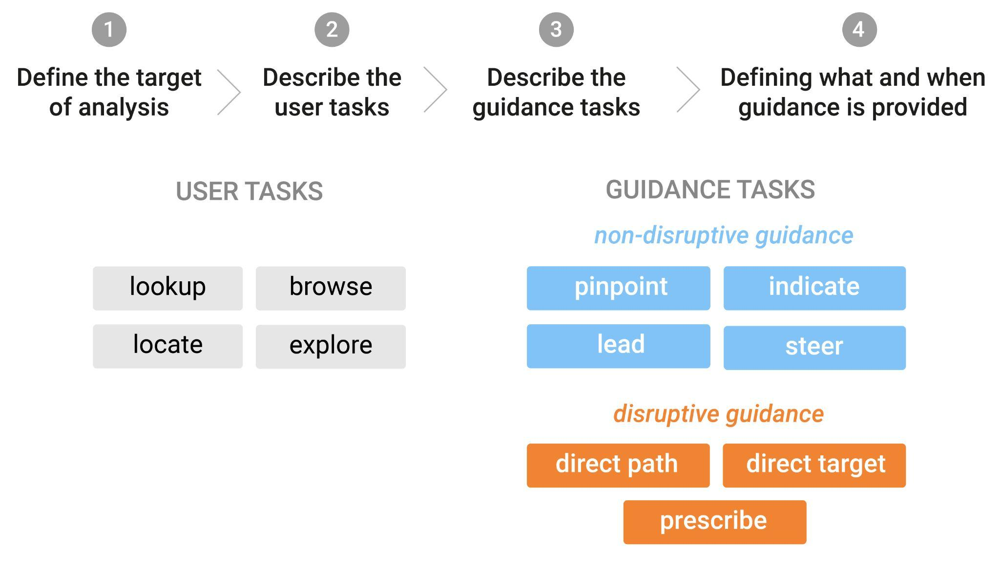 1
Define the target
of analysis
2
Describe the
user tasks
3
Describe the
guidance tasks
4
Defining what and when
guidance is provided
USER TASKS
lookup
browse
locate
explore
GUIDANCE TASKS
non-disruptive guidance
pinpoint
indicate
lead
steer
disruptive guidance
direct path
direct target
prescribe